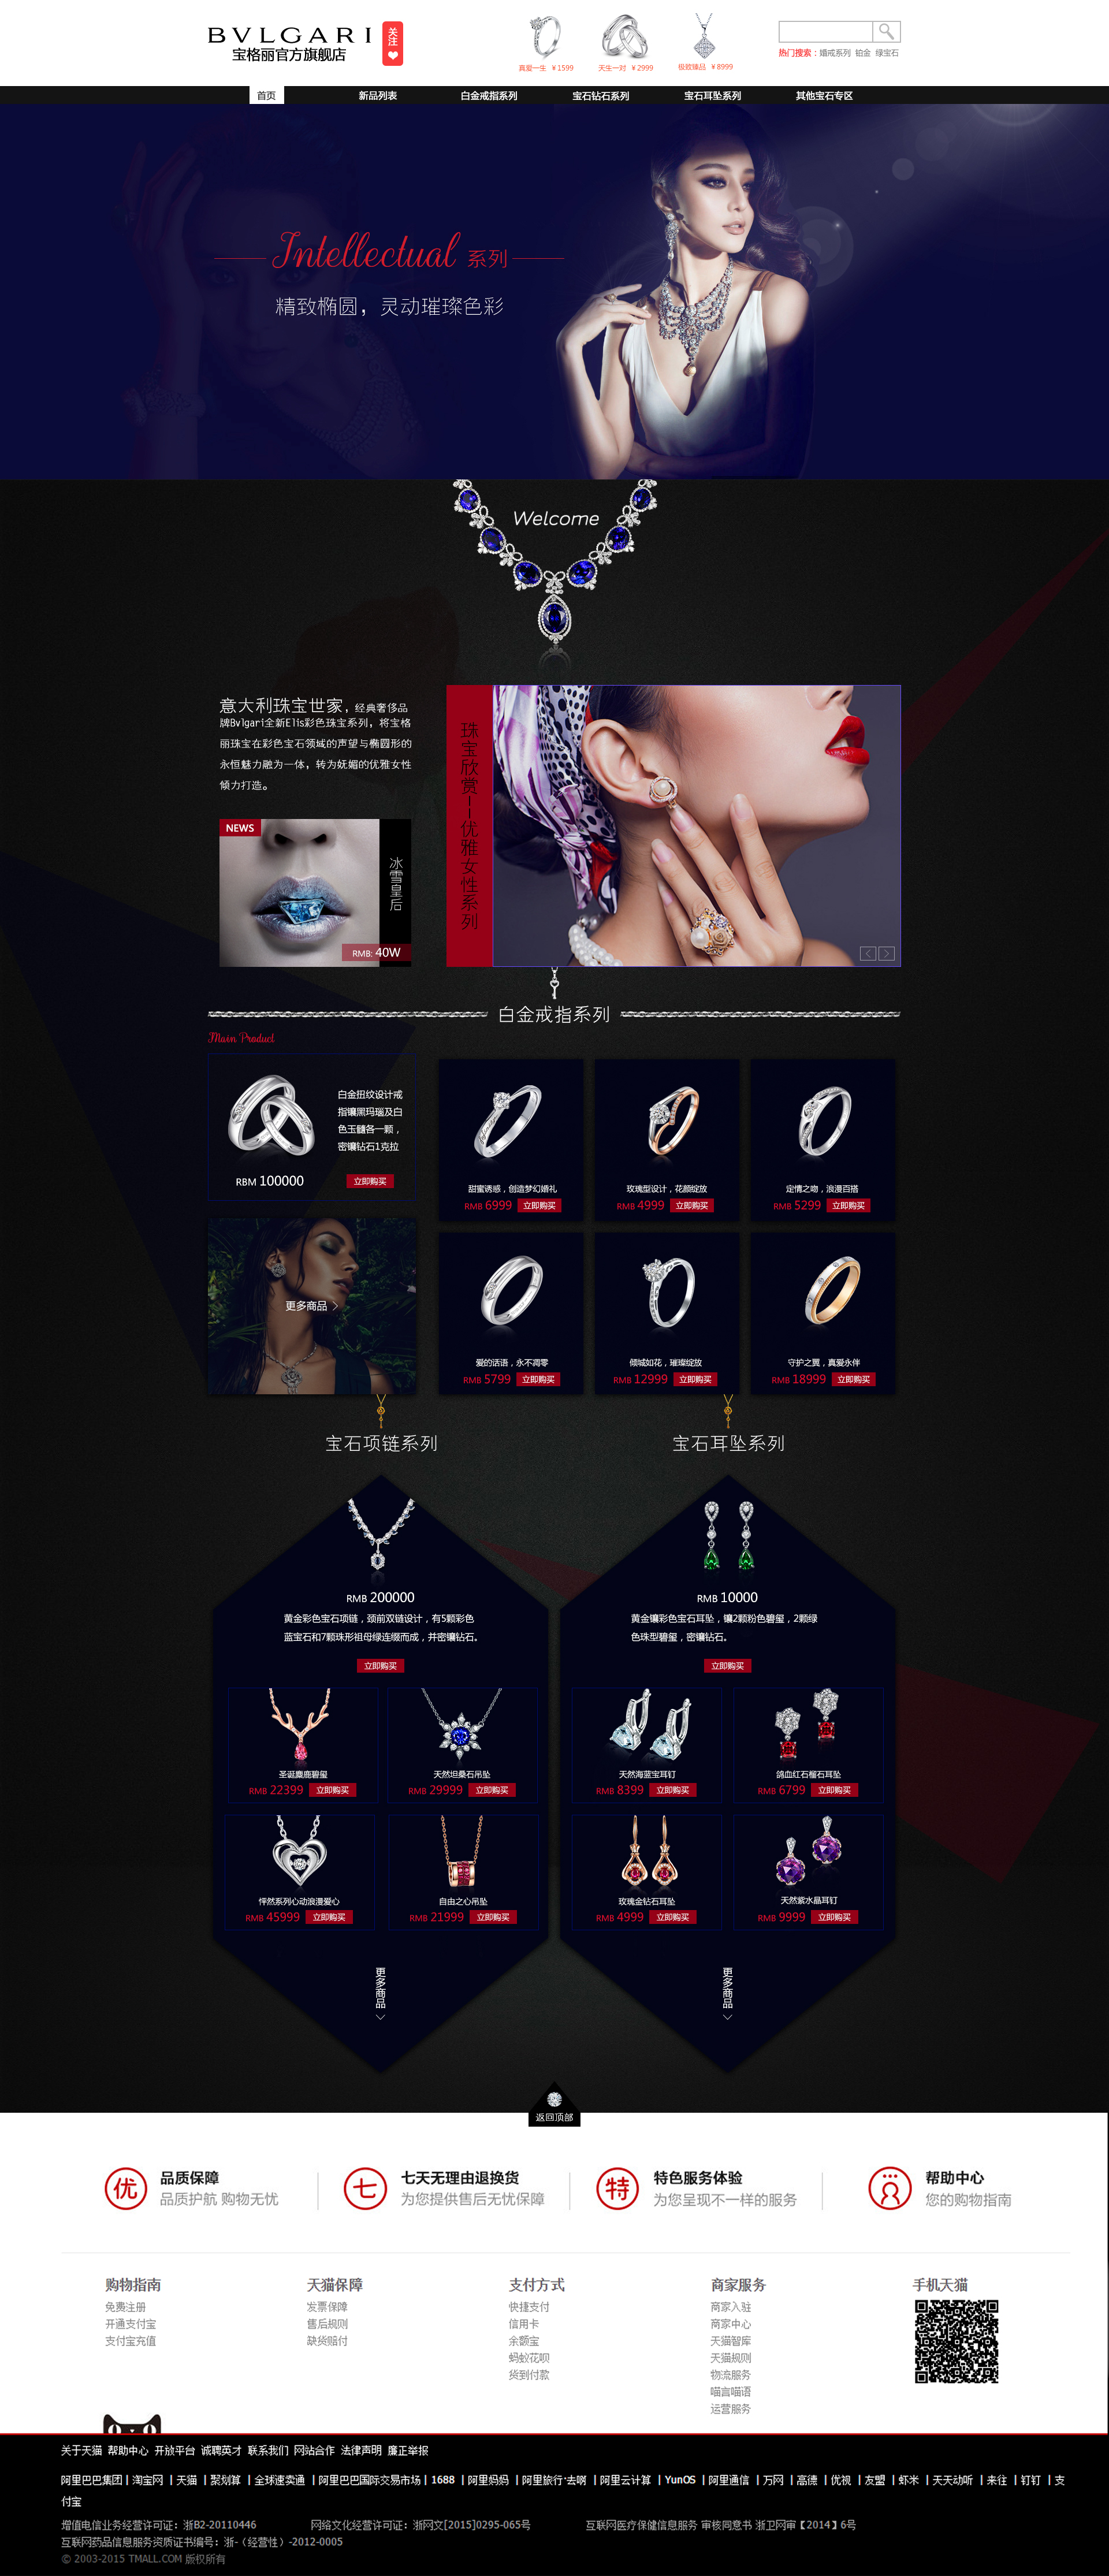 BVLGARI
宝格丽官方旗舰店
关注
真爱一生 ￥1599
天生一对 ￥2999
极致臻品 ￥8999
热门搜索：婚戒系列 铂金 绿宝石
首页 新品列表 白金戒指系列 宝石钻石系列 宝石耳坠系列 其他宝石专区
Intellectual 系列
精致椭圆，灵动璀璨色彩
Welcome
意大利珠宝世家，经典奢侈品
牌Bvlgari全新Elis彩色珠宝系列，将宝格
丽珠宝在彩色宝石领域的声望与椭圆形的
永恒魅力融为一体，转为妩媚的优雅女性
倾力打造。
NEWS
冰雪皇后
RMB: 40W
珠宝欣赏—优雅女性系列
白金戒指系列
Main Product
白金扭纹设计戒
指镶黑玛瑙及白
色玉髓各一颗，
密镶钻石1克拉
RBM 100000 立即购买
更多商品
甜蜜诱惑，创造梦幻婚礼
RMB 6999 立即购买
玫瑰型设计，花颜绽放
RMB 4999 立即购买
定情之吻，浪漫百搭
RMB 5299 立即购买
爱的话语，永不凋零
RMB 5799 立即购买
倾城如花，璀璨绽放
RMB 12999 立即购买
守护之翼，真爱永伴
RMB 18999 立即购买
宝石项链系列
RMB 200000
黄金彩色宝石项链，颈前双链设计，有5颗彩色
蓝宝石和7颗珠形祖母绿连缀而成，并密镶钻石。
立即购买
圣诞麋鹿碧玺
RMB 22399 立即购买
天然坦桑石吊坠
RMB 29999 立即购买
怦然系列心动浪漫爱心
RMB 45999 立即购买
自由之心吊坠
RMB 21999 立即购买
更多商品
宝石耳坠系列
RMB 10000
黄金镶彩色宝石耳坠，镶2颗粉色碧玺，2颗绿
色珠型碧玺，密镶钻石。
立即购买
天然海蓝宝耳钉
RMB 8399 立即购买
鸽血红石榴石耳坠
RMB 6799 立即购买
玫瑰金钻石耳坠
RMB 4999 立即购买
天然紫水晶耳钉
RMB 9999 立即购买
更多商品
返回顶部
优 品质保障
品质护航 购物无忧
七 七天无理由退换货
为您提供售后无忧保障
特 特色服务体验
为您呈现不一样的服务
帮助中心
您的购物指南
购物指南
免费注册
开通支付宝
支付宝充值
天猫保障
发票保障
售后规则
缺货赔付
支付方式
快捷支付
信用卡
余额宝
蚂蚁花呗
货到付款
商家服务
商家入驻
商家中心
天猫智库
天猫规则
物流服务
喵言喵语
运营服务
手机天猫
关于天猫 帮助中心 开放平台 诚聘英才 联系我们 网站合作 法律声明 廉正举报
阿里巴巴集团 | 淘宝网 | 天猫 | 聚划算 | 全球速卖通 | 阿里巴巴国际交易市场 | 1688 | 阿里妈妈 | 阿里旅行·去啊 | 阿里云计算 | YunOS | 阿里通信 | 万网 | 高德 | 优视 | 友盟 | 虾米 | 天天动听 | 来往 | 钉钉 | 支
付宝
增值电信业务经营许可证：浙B2-20110446 网络文化经营许可证：浙网文[2015]0295-065号 互联网医疗保健信息服务 审核同意书 浙卫网审【2014】6号
互联网药品信息服务资质证书编号：浙-（经营性）-2012-0005
© 2003-2015 TMALL.COM 版权所有